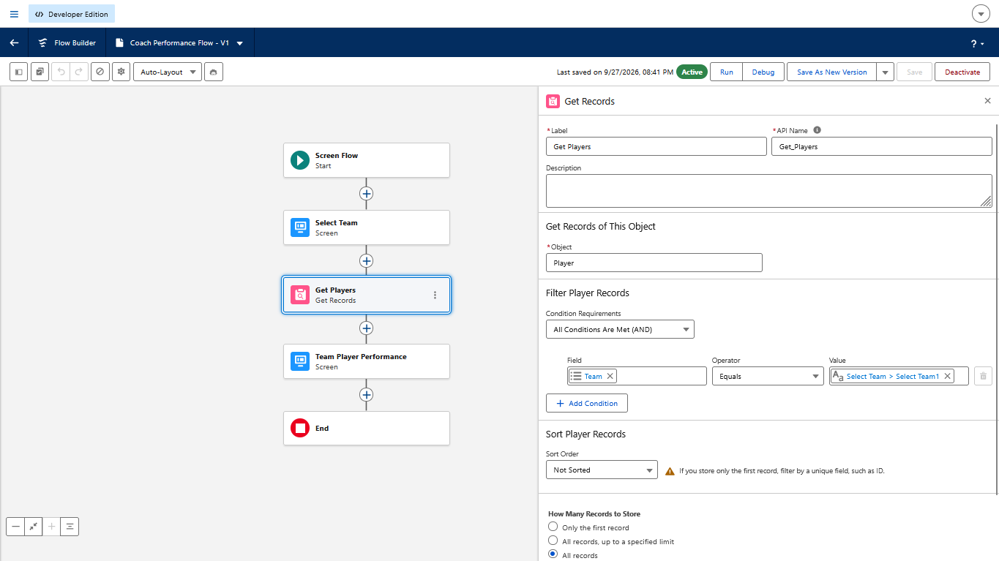 Developer Edition
Flow Builder
Coach Performance Flow - V1
?
Auto-Layout
Last saved on 9/27/2026, 08:41 PM
Active
Run
Debug
Save As New Version
Save
Deactivate
Screen Flow
Start
Select Team
Screen
Get Players
Get Records
Team Player Performance
Screen
End
Get Records
*Label
*API Name
Get Players
Get_Players
Description
Get Records of This Object
*Object
Player
Filter Player Records
Condition Requirements
All Conditions Are Met (AND)
Field
Operator
Value
Team
Equals
Select Team > Select Team1
+ Add Condition
Sort Player Records
Sort Order
Not Sorted
If you store only the first record, filter by a unique field, such as ID.
How Many Records to Store
Only the first record
All records, up to a specified limit
All records